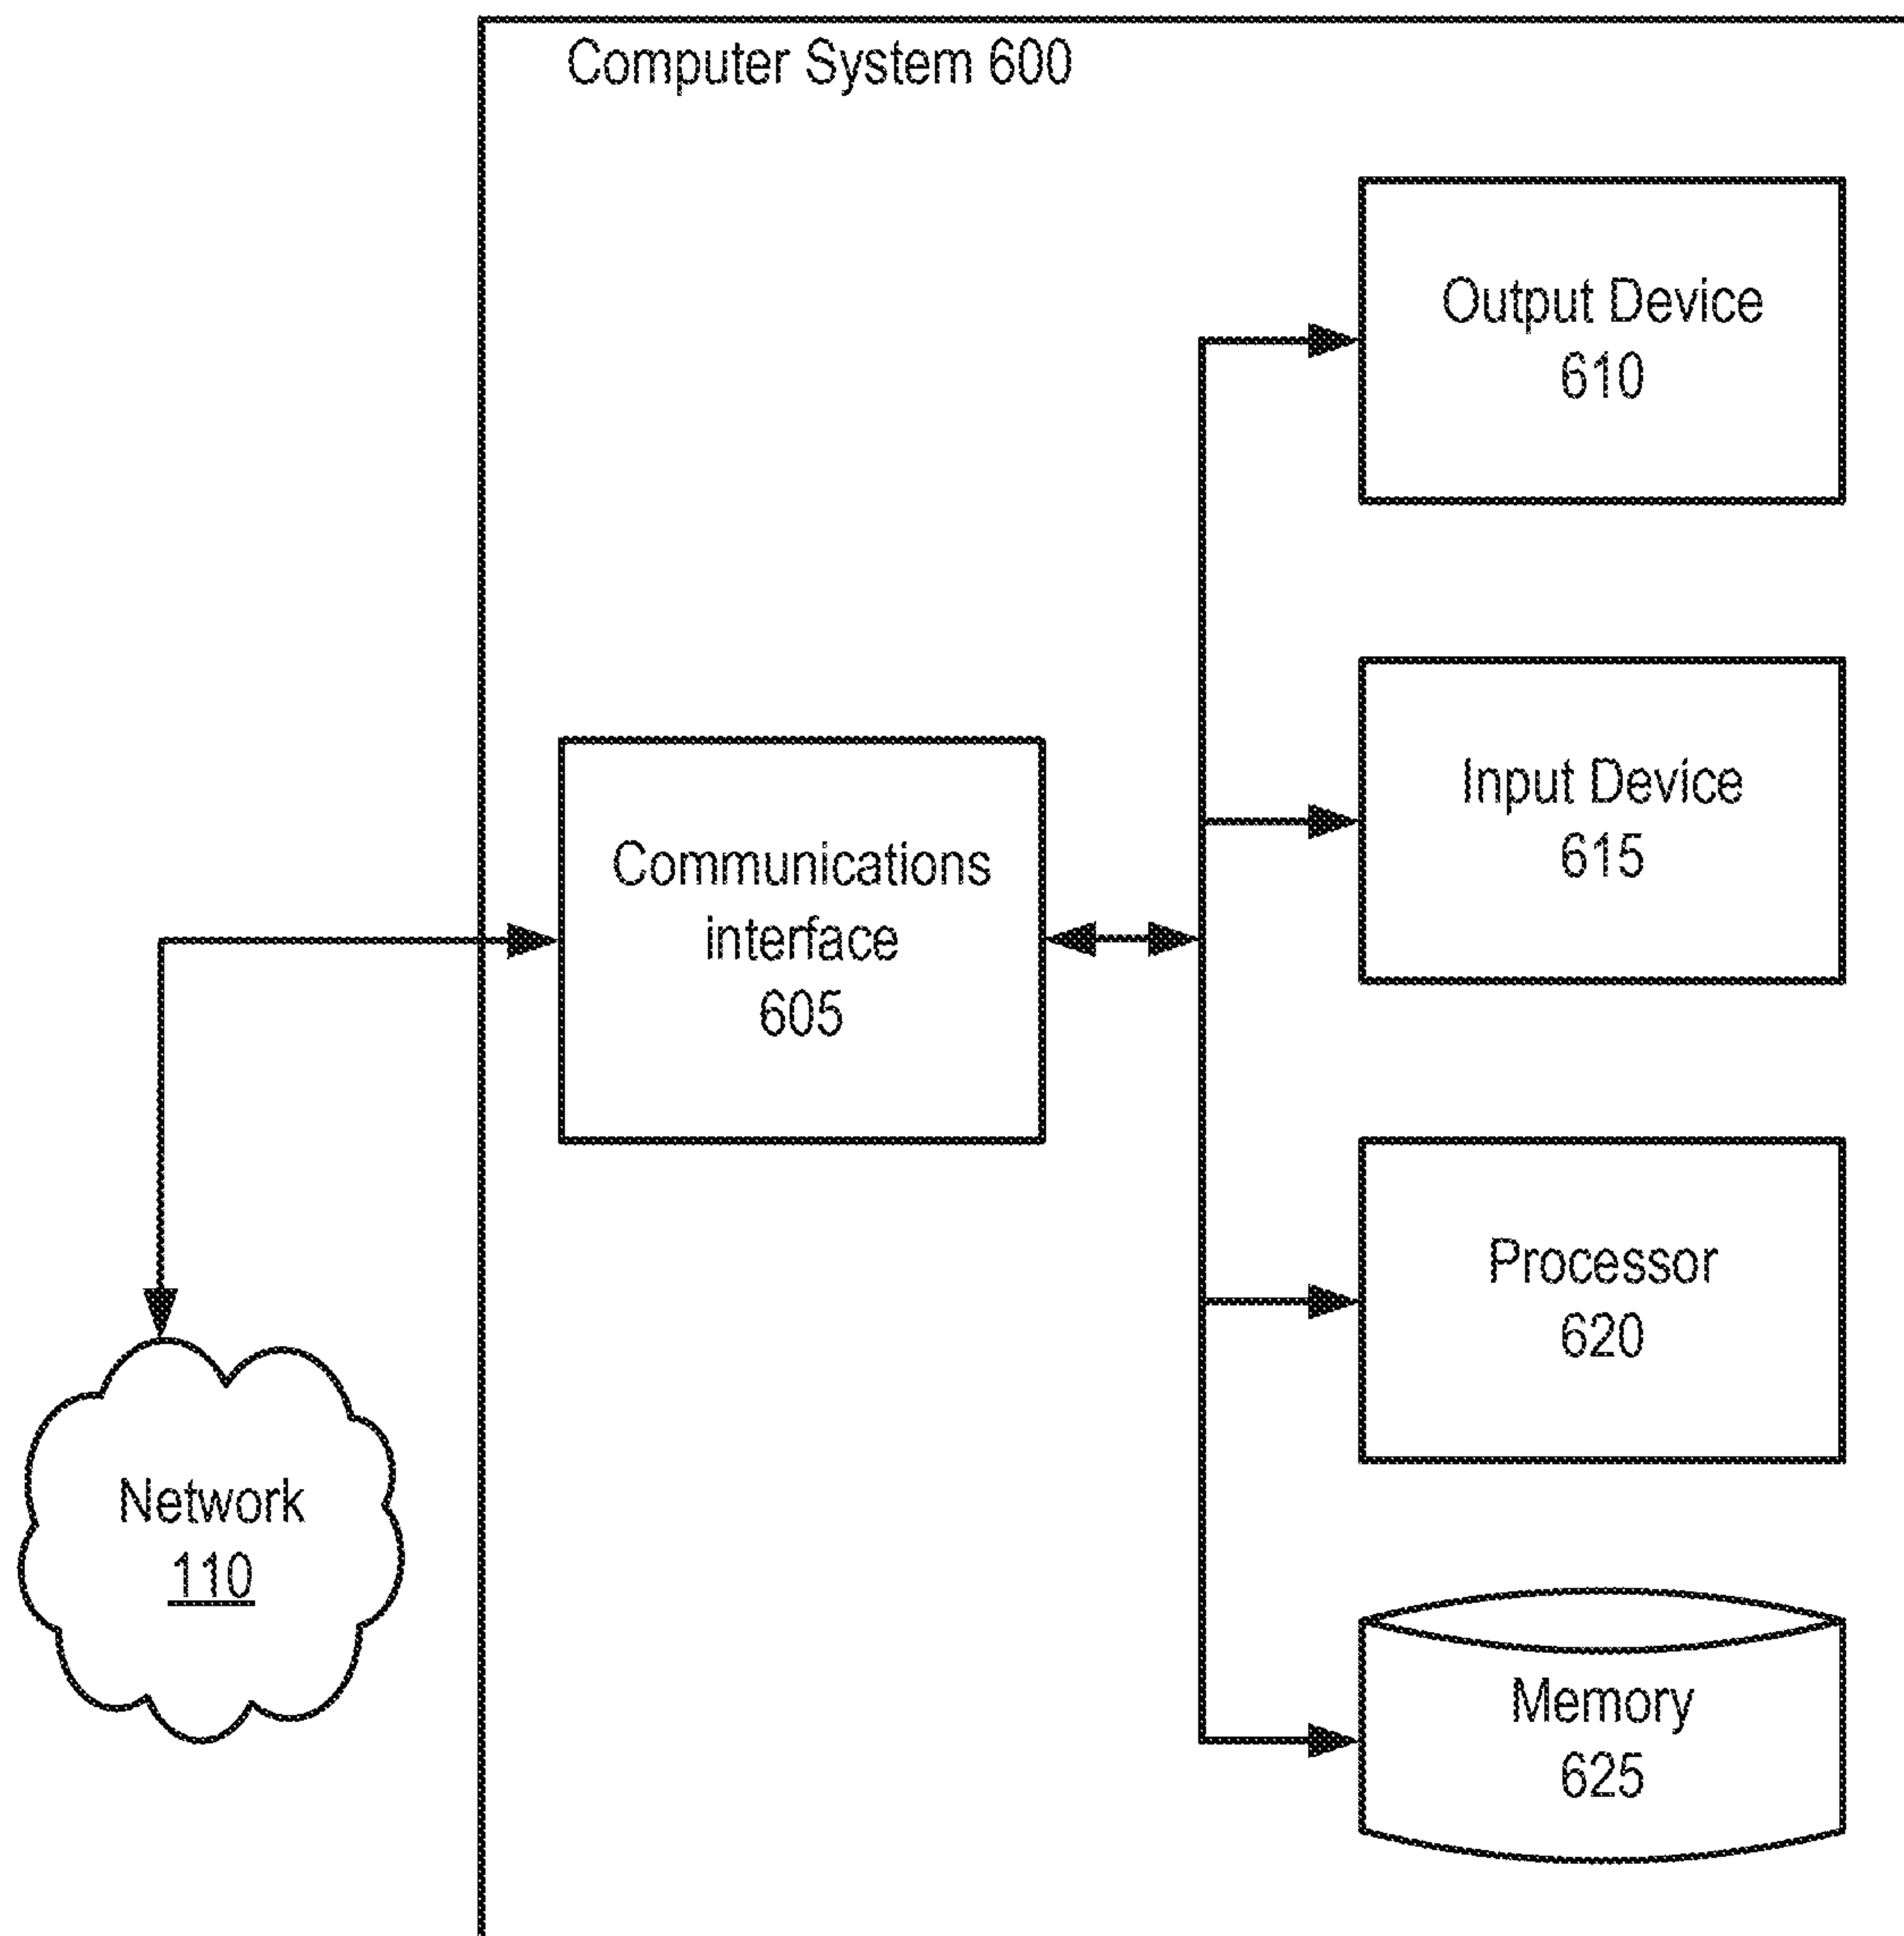 Computer System 600
Output Device
610
Input Device
615
Communications
interface
605
Processor
620
Network
110
Memory
625